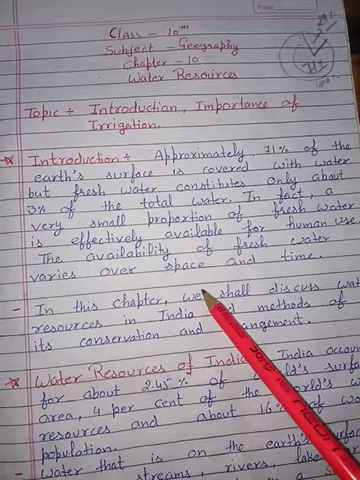 Class - 10th
Subject - Geography
Chapter - 10
Water Resources
Topic ÷ Introduction, Importance of
Irrigation.
Introduction ÷ Approximately 71% of the
earth's surface is covered with water
but fresh water constitutes only about
3% of the total water. In fact, a
very small proportion of fresh water
is effectively available for human use.
The availability of fresh water
varies over space and time.
- In this chapter, we shall discuss
resources in India methods of
its conservation and
Water Resources of India India
for about 2.45% of
area, 4 per cent of the
resources and about 16% of
population.
- Water that is on the earth's
streams, rivers,